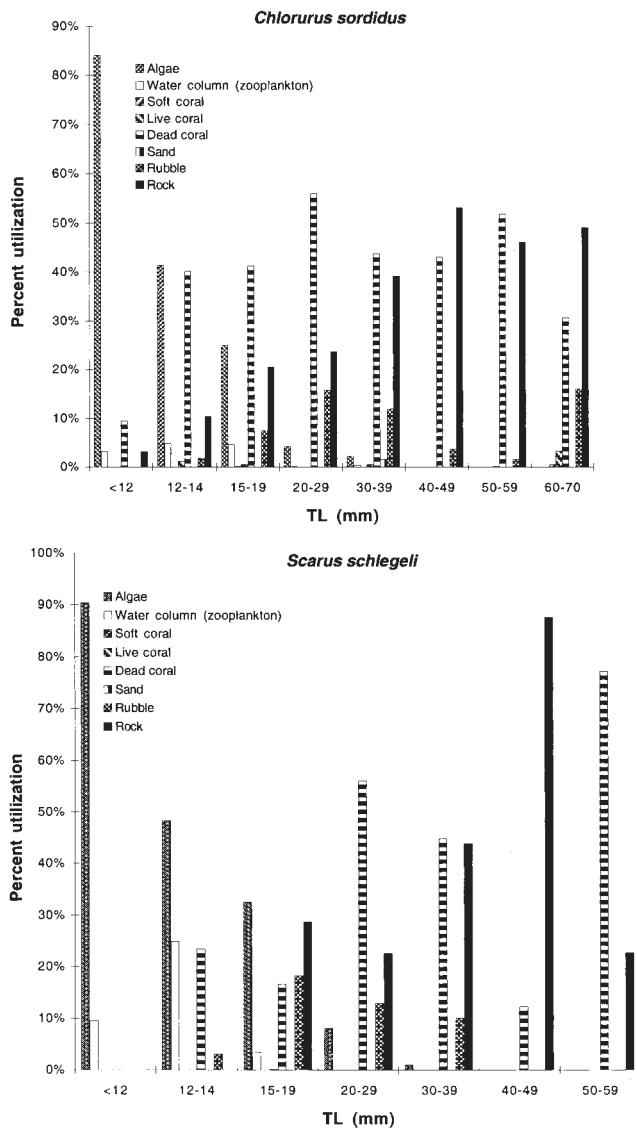 Chlorurus sordidus
90%
80%
70%
60%
50%
40%
30%
20%
10%
0%
Percent utilization
Algae
Water column (zooplankton)
Soft coral
Live coral
Dead coral
Sand
Rubble
Rock
<12 12-14 15-19 20-29 30-39 40-49 50-59 60-70
TL (mm)
Scarus schlegeli
100%
90%
80%
70%
60%
50%
40%
30%
20%
10%
0%
Percent utilization
Algae
Water column (zooplankton)
Soft coral
Live coral
Dead coral
Sand
Rubble
Rock
<12 12-14 15-19 20-29 30-39 40-49 50-59
TL (mm)